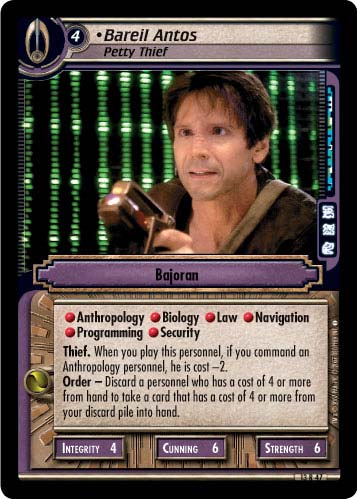 4
•Bareil Antos
Petty Thief
Bajoran
•Anthropology •Biology •Law •Navigation
•Programming •Security
Thief. When you play this personnel, if you command an
Anthropology personnel, he is cost –2.
Order – Discard a personnel who has a cost of 4 or more
from hand to take a card that has a cost of 4 or more from
your discard pile into hand.
INTEGRITY 4 CUNNING 6 STRENGTH 6